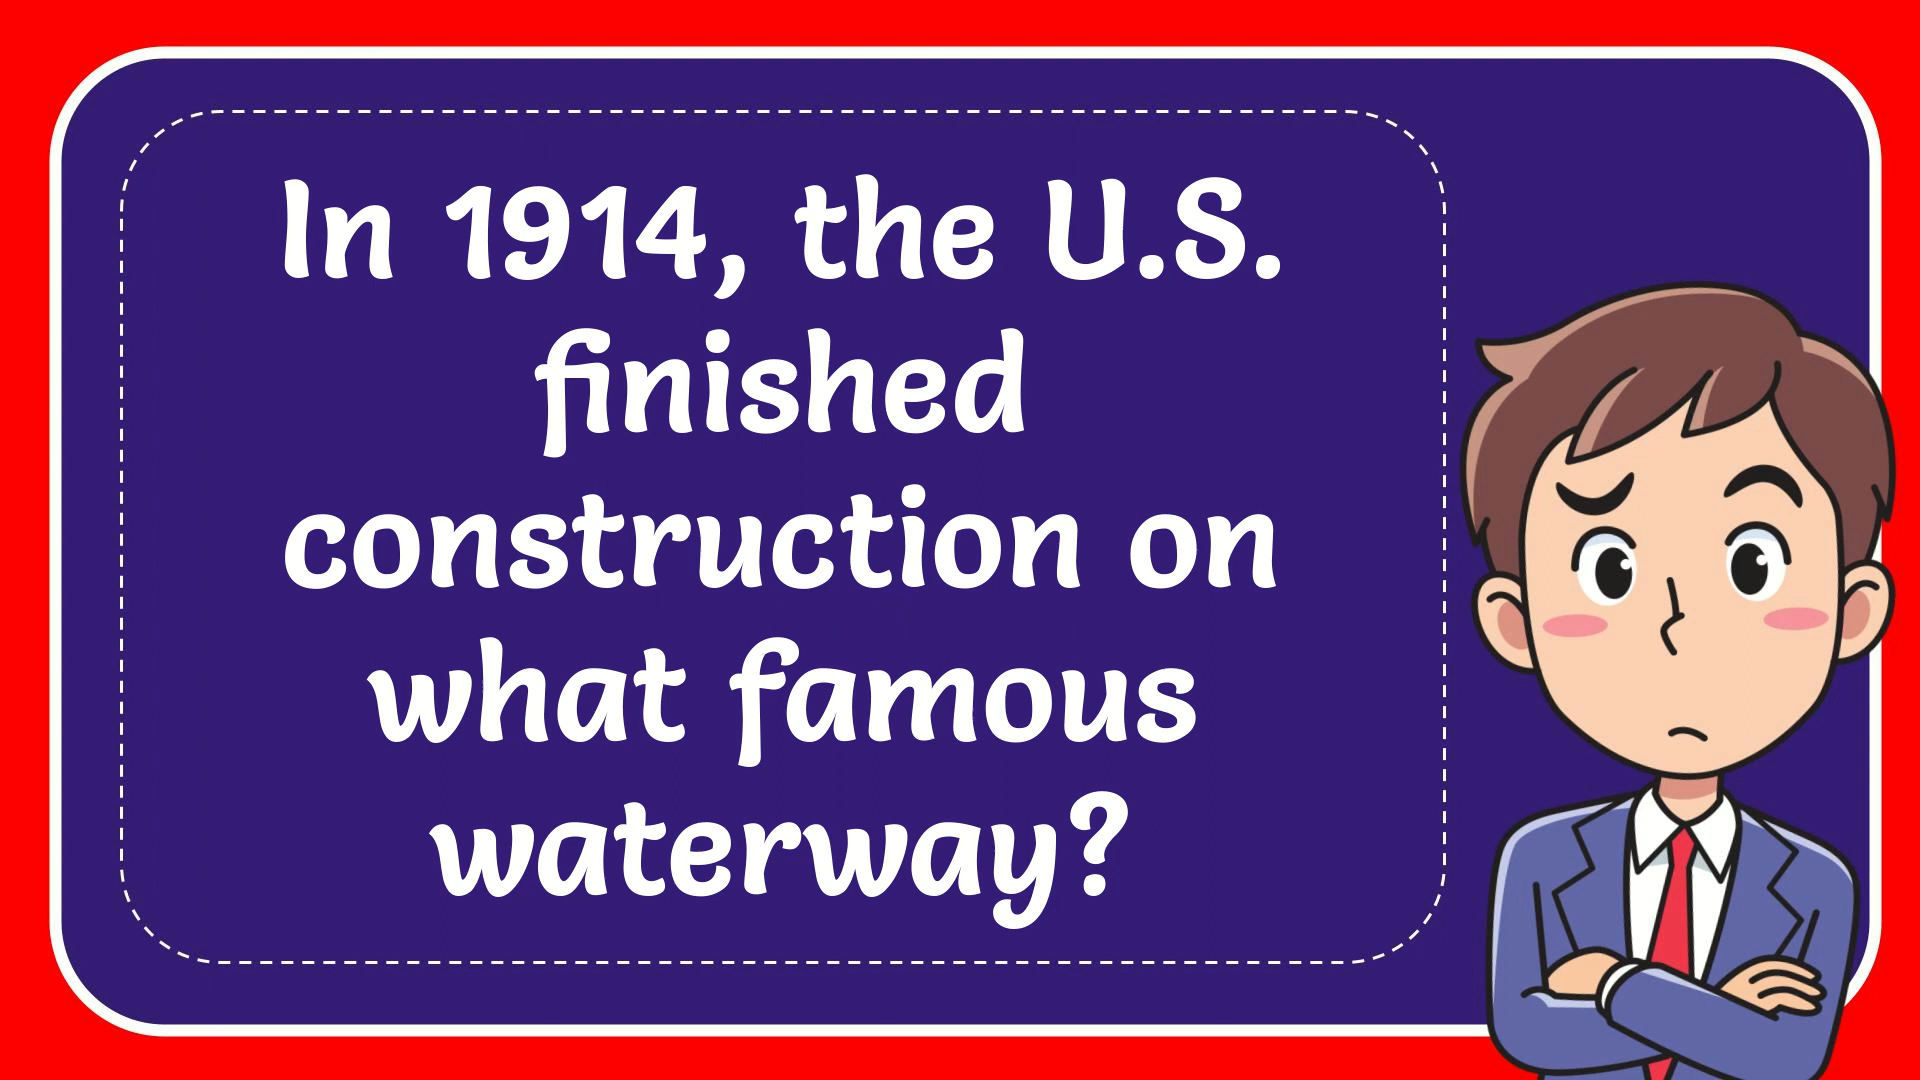 In 1914, the U.S.
finished
construction on
what famous
waterway?